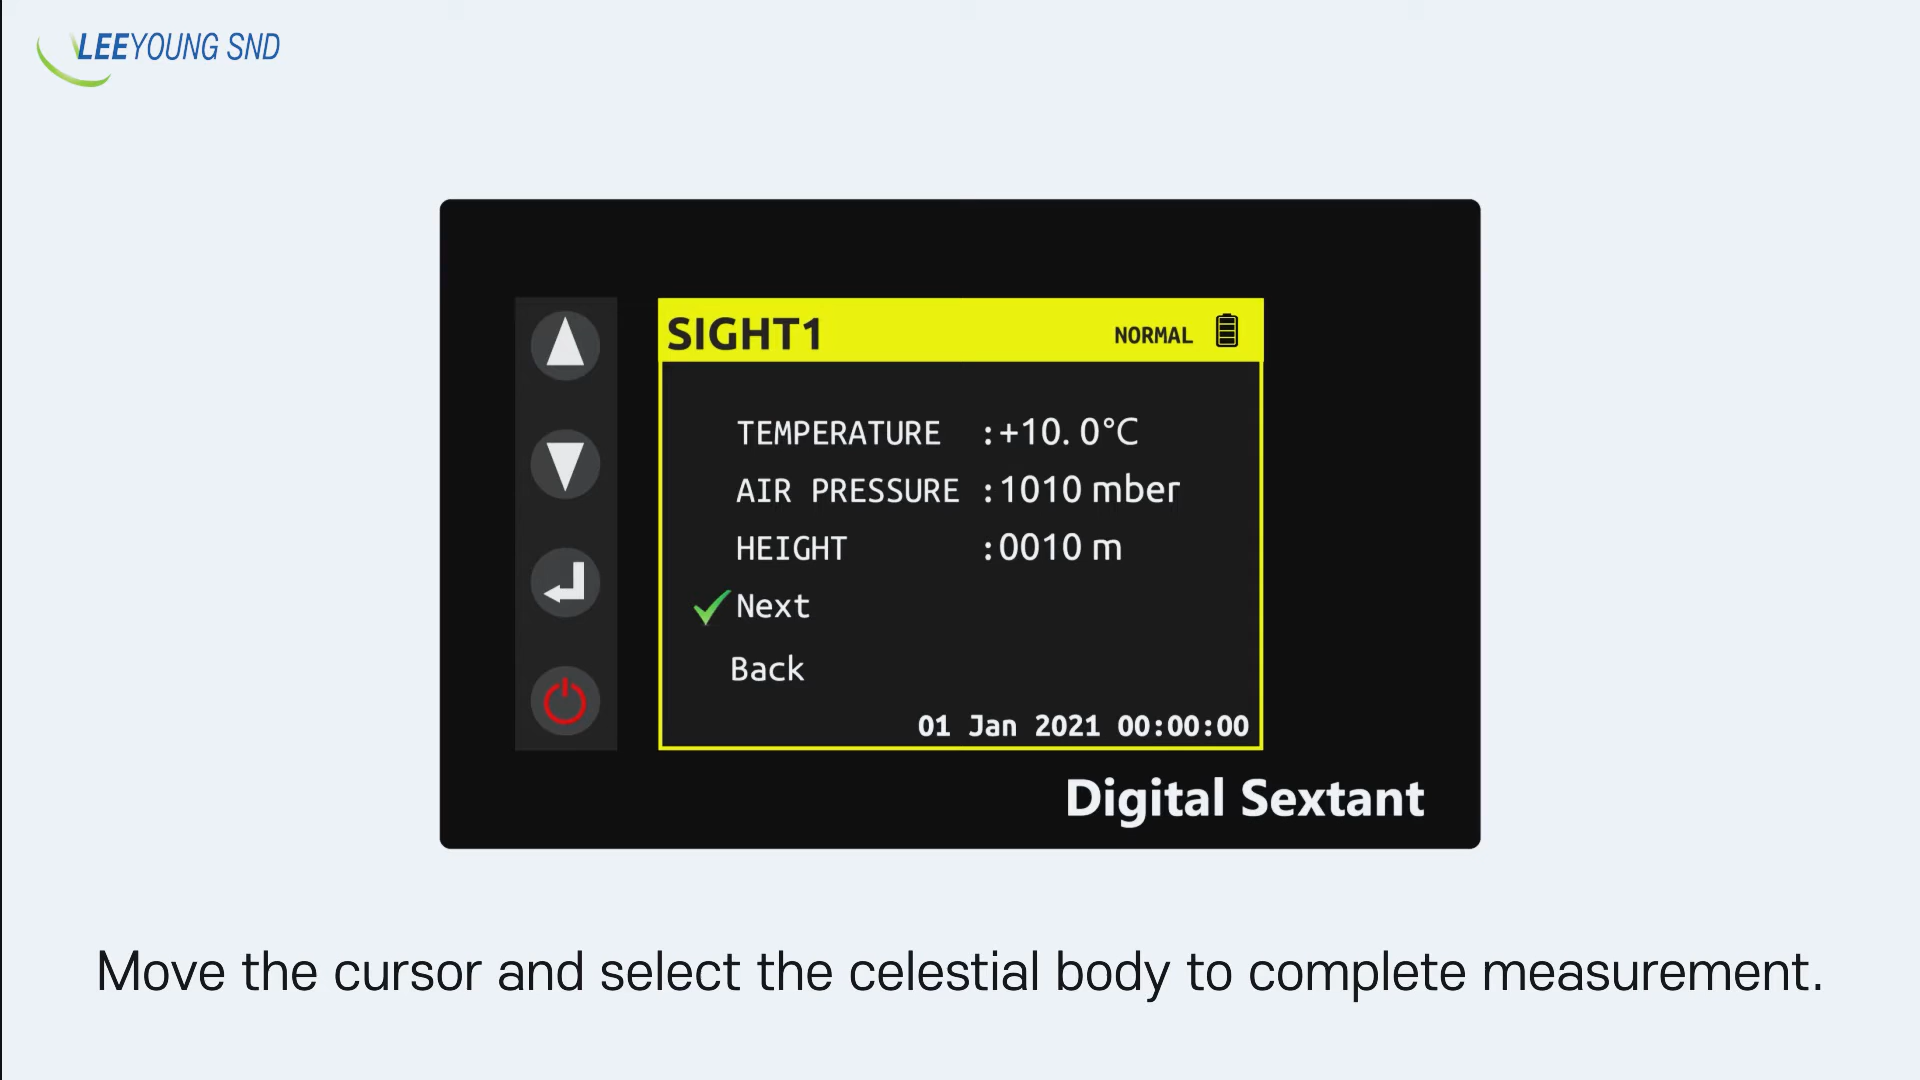 LEEYOUNG SND
SIGHT1 NORMAL
TEMPERATURE :+10.0°C
AIR PRESSURE :1010 mber
HEIGHT :0010 m
Next
Back
01 Jan 2021 00:00:00
Digital Sextant
Move the cursor and select the celestial body to complete measurement.